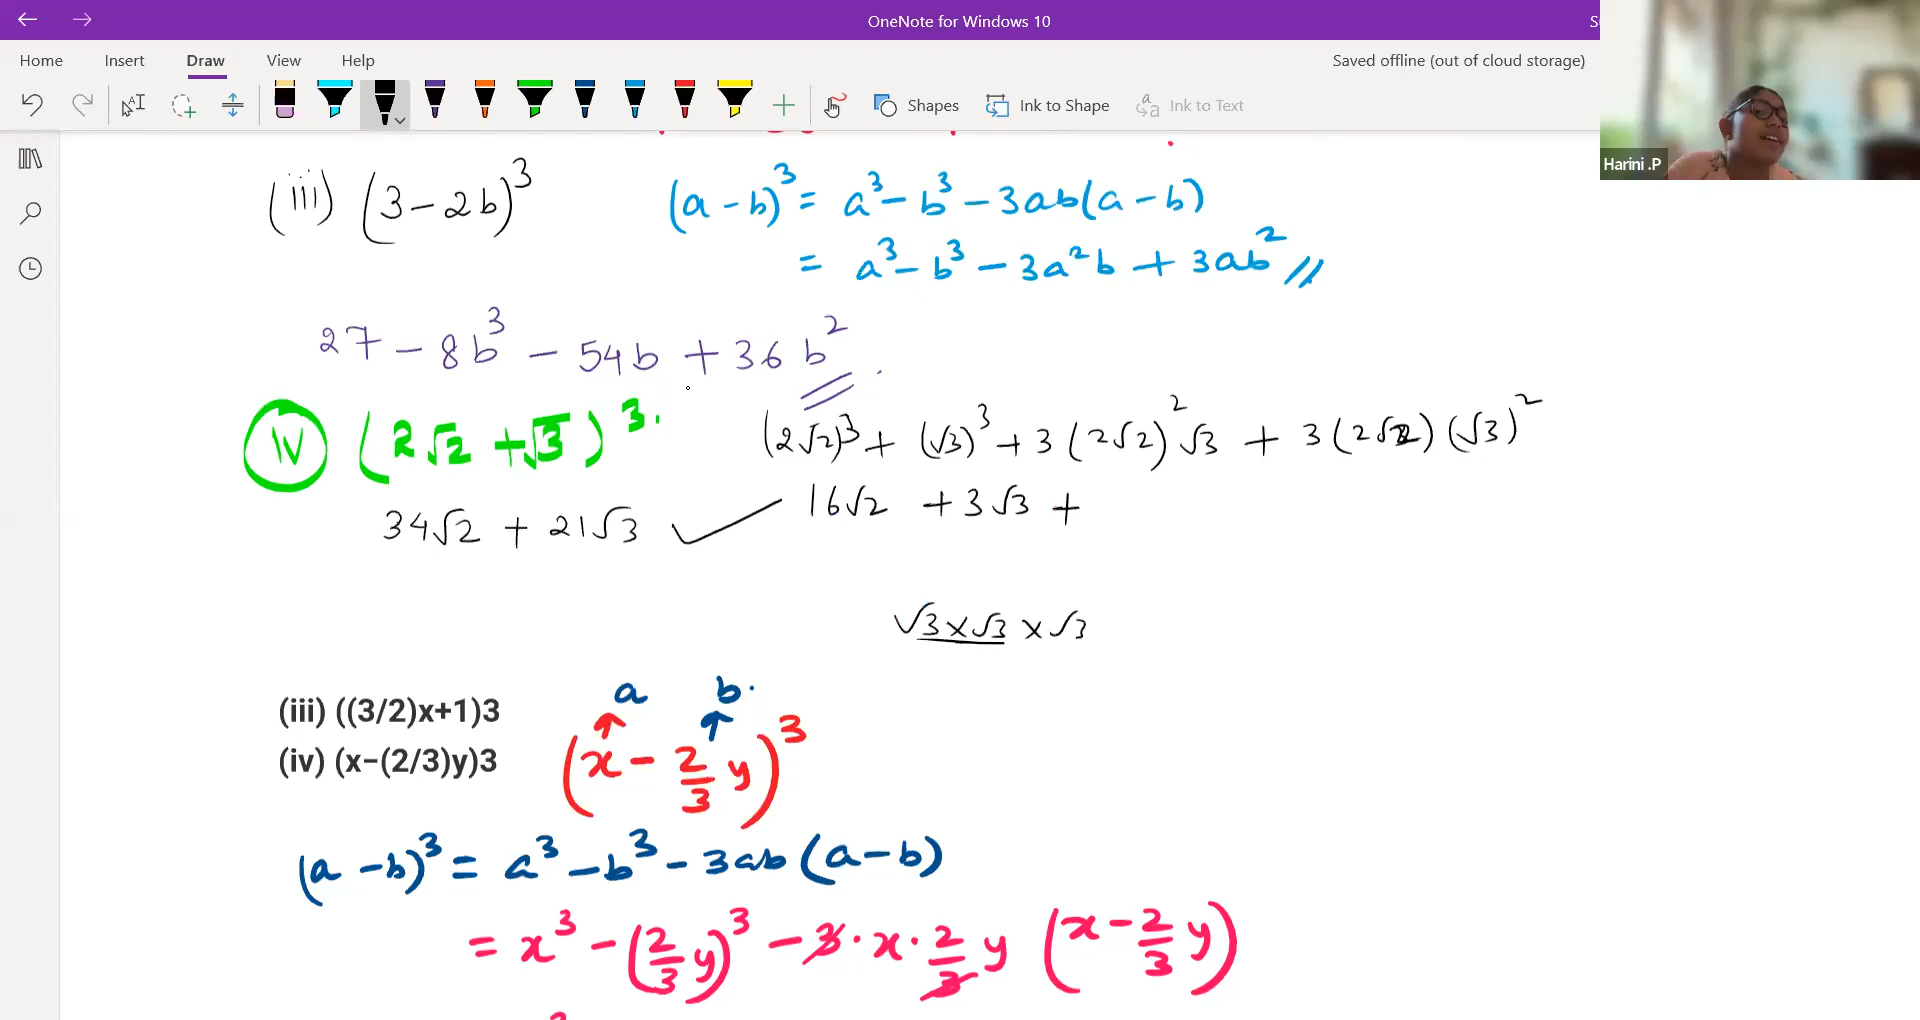 OneNote for Windows 10
Home Insert Draw View Help Saved offline (out of cloud storage)
Shapes Ink to Shape Ink to Text
Harini .P
(iii) (3-2b)³ (a-b)³ = a³-b³-3ab(a-b)
= a³-b³-3a²b+3ab² //
27-8b³-54b+36b²
iv (2√2+√3)³. (2√2)³+(√3)³+3(2√2)²√3+3(2√2)(√3)²
34√2+21√3 16√2+3√3+
√3×√3×√3
a b.
(iii) ((3/2)x+1)3
(iv) (x−(2/3)y)3 (x-2/3 y)³
(a-b)³ = a³-b³-3ab(a-b)
= x³-(2/3 y)³-3·x·2/3 y (x-2/3 y)